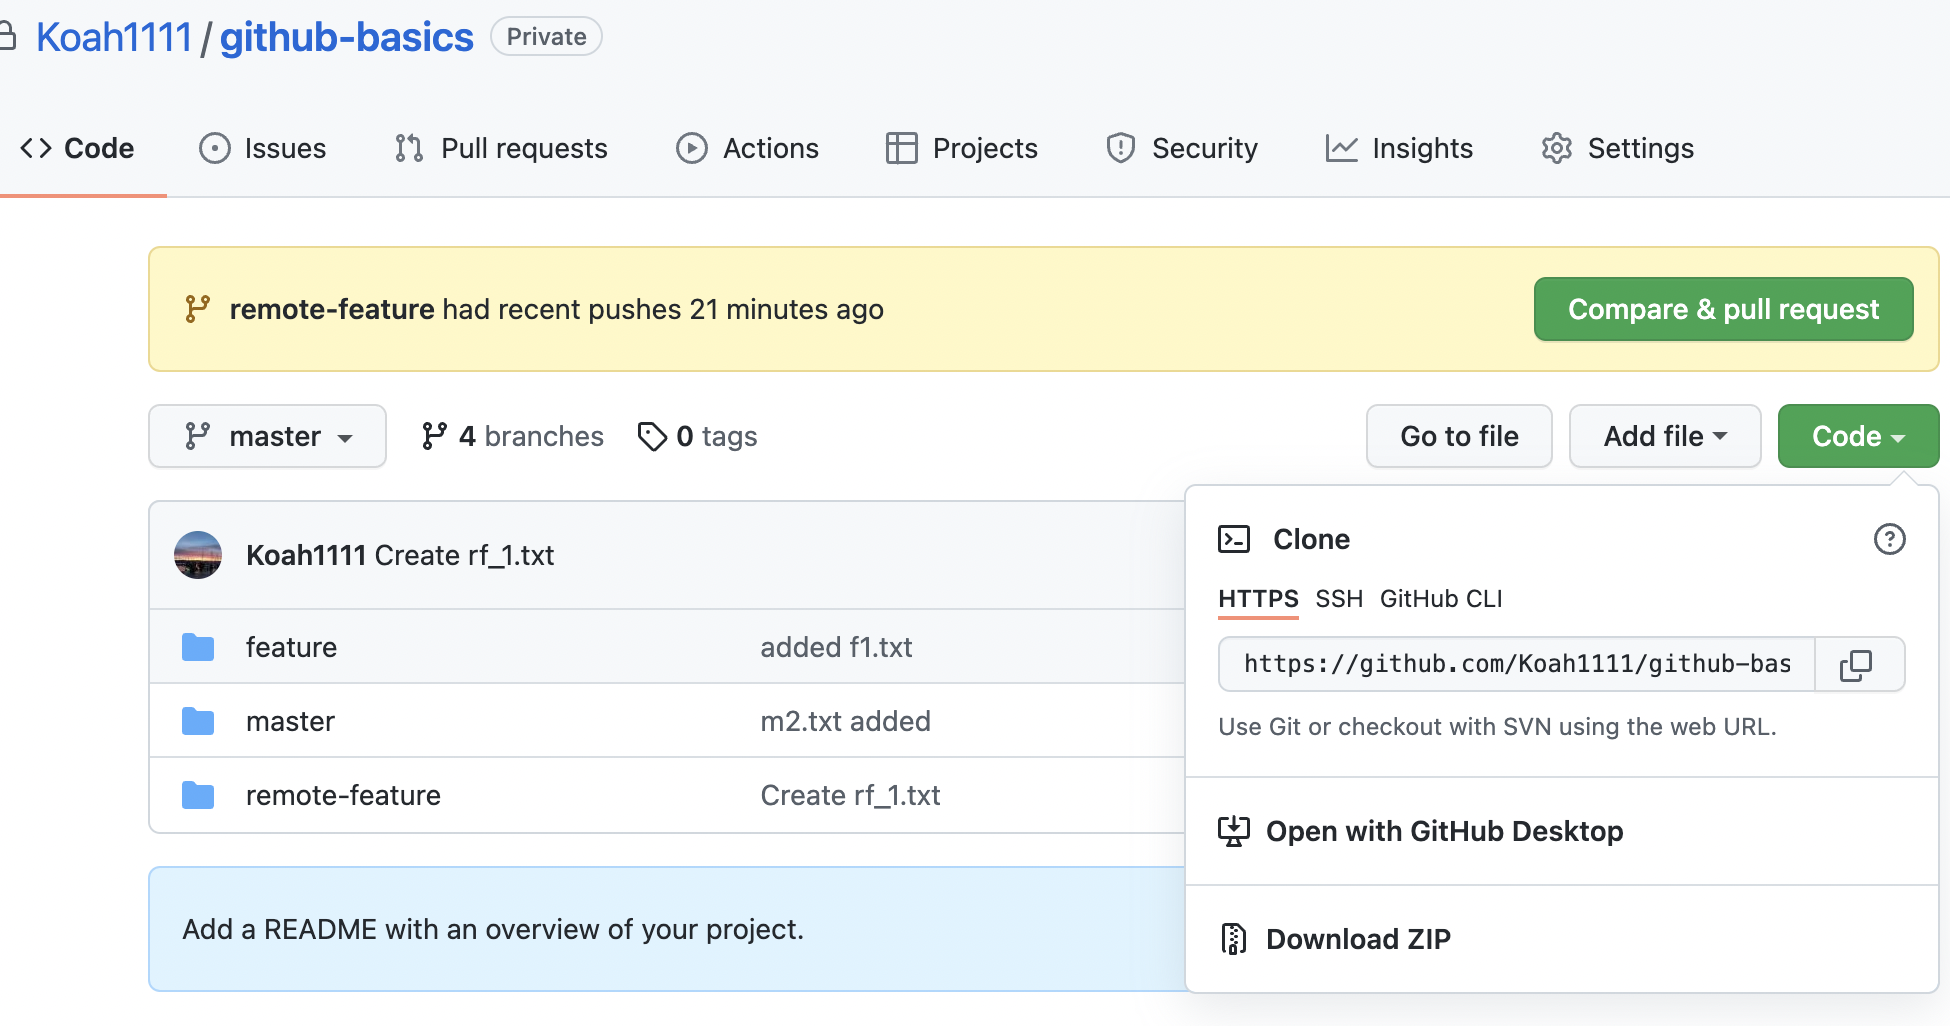 Koah1111 / github-basics Private
Code Issues Pull requests Actions Projects Security Insights Settings
remote-feature had recent pushes 21 minutes ago Compare & pull request
master 4 branches 0 tags Go to file Add file Code
Koah1111 Create rf_1.txt
feature added f1.txt
master m2.txt added
remote-feature Create rf_1.txt
Add a README with an overview of your project.
Clone
HTTPS SSH GitHub CLI
https://github.com/Koah1111/github-bas
Use Git or checkout with SVN using the web URL.
Open with GitHub Desktop
Download ZIP